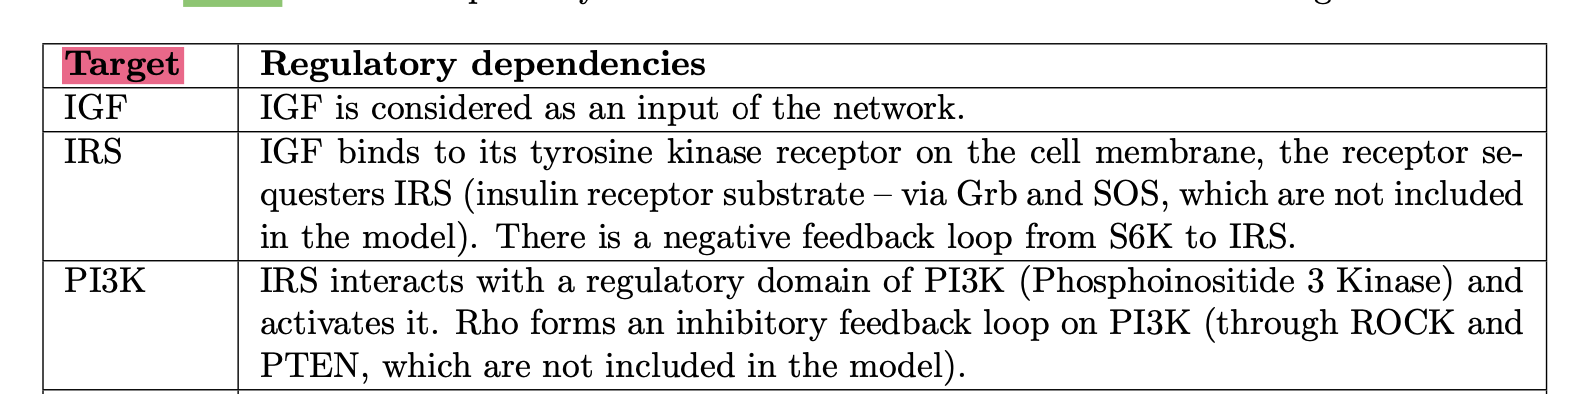 Target Regulatory dependencies
IGF IGF is considered as an input of the network.
IRS IGF binds to its tyrosine kinase receptor on the cell membrane, the receptor se-
questers IRS (insulin receptor substrate – via Grb and SOS, which are not included
in the model). There is a negative feedback loop from S6K to IRS.
PI3K IRS interacts with a regulatory domain of PI3K (Phosphoinositide 3 Kinase) and
activates it. Rho forms an inhibitory feedback loop on PI3K (through ROCK and
PTEN, which are not included in the model).